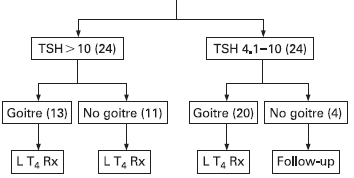 TSH > 10 (24) TSH 4.1–10 (24)
Goitre (13) No goitre (11) Goitre (20) No goitre (4)
L T₄ Rx L T₄ Rx L T₄ Rx Follow-up